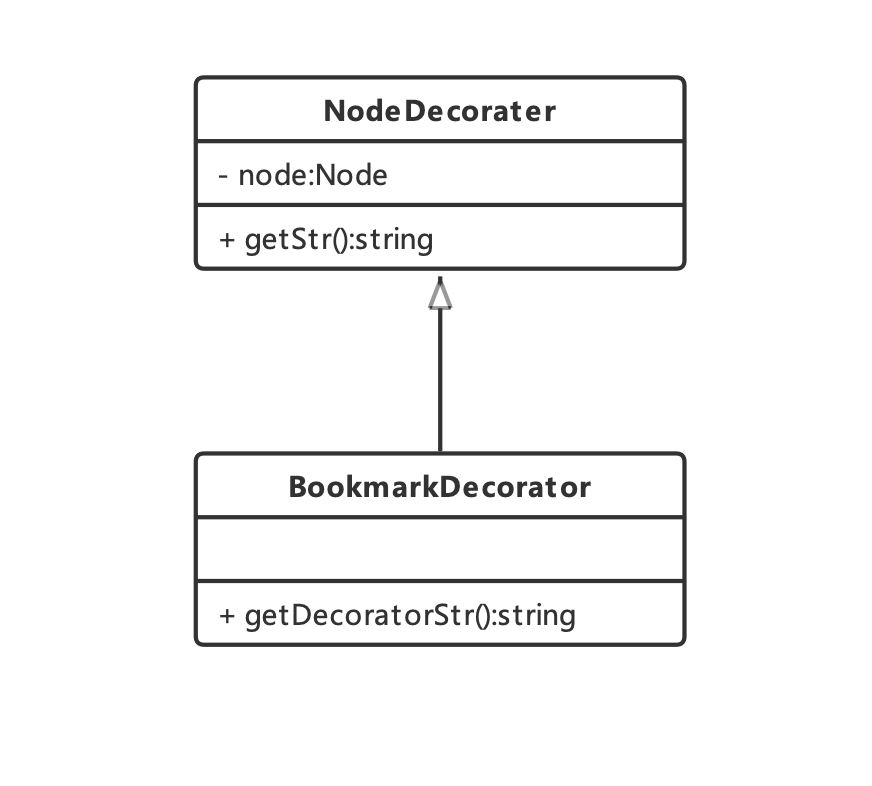 NodeDecorater
- node:Node
+ getStr():string
BookmarkDecorator
+ getDecoratorStr():string